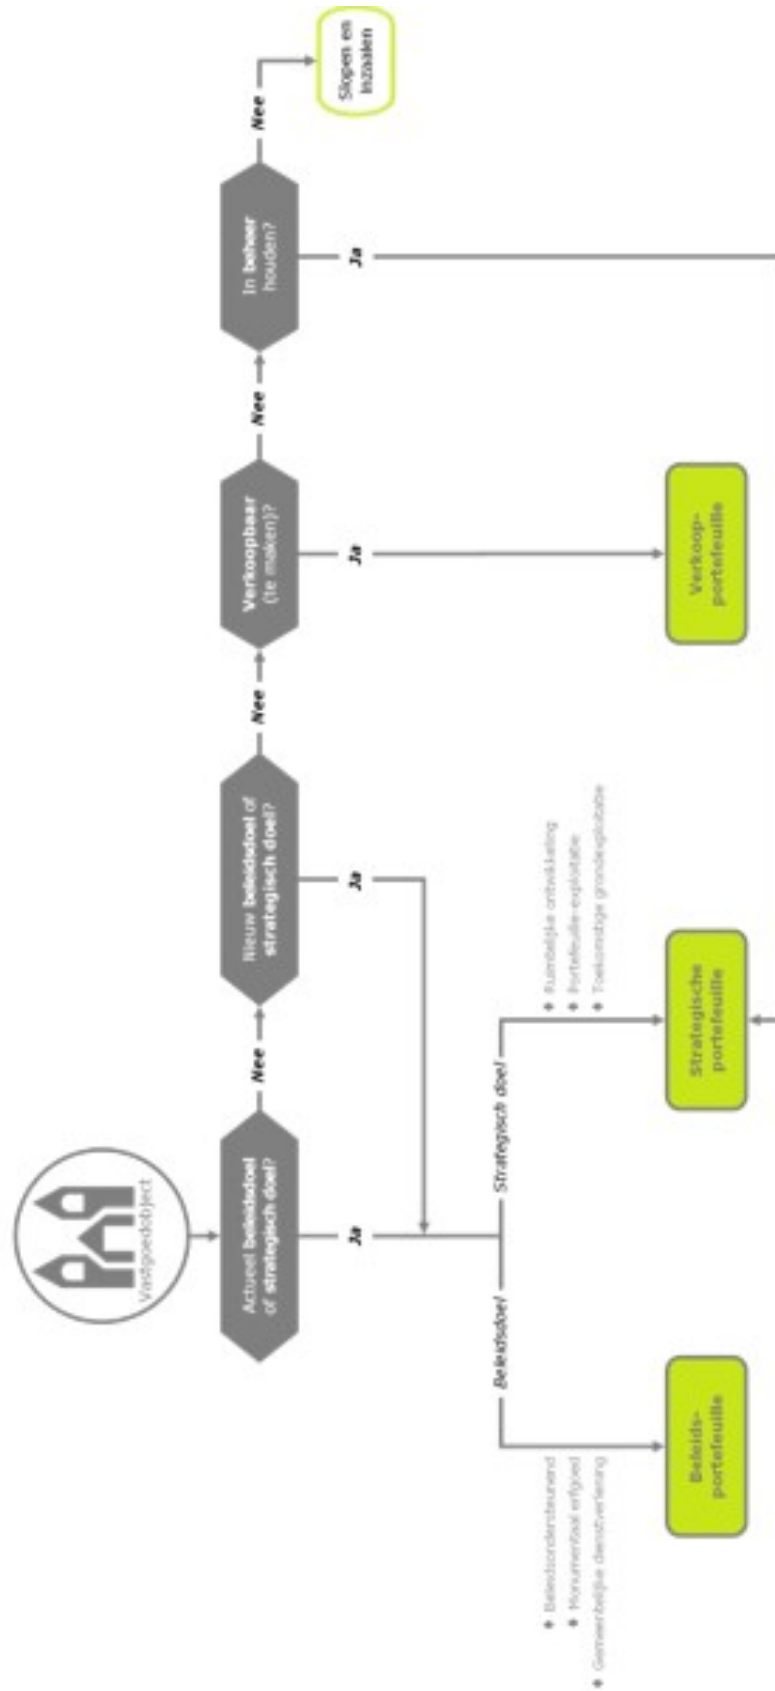 Vastgoedobject
Actueel beleidsdoel
of strategisch doel?
Nee
Nieuw beleidsdoel of
strategisch doel?
Nee
Verkoopbaar
(te maken)?
Nee
In beheer
houden?
Nee
Slopen en
inzaaien
Ja
Ja
Ja
Ja
Beleidsdoel
Strategisch doel
♦ Beleidsondersteunend
♦ Monumentaal erfgoed
♦ Gemeentelijke dienstverlening
♦ Ruimtelijke ontwikkeling
♦ Portefeuille-exploitatie
♦ Toekomstige grondexploitatie
Beleids-
portefeuille
Strategische
portefeuille
Verkoop-
portefeuille